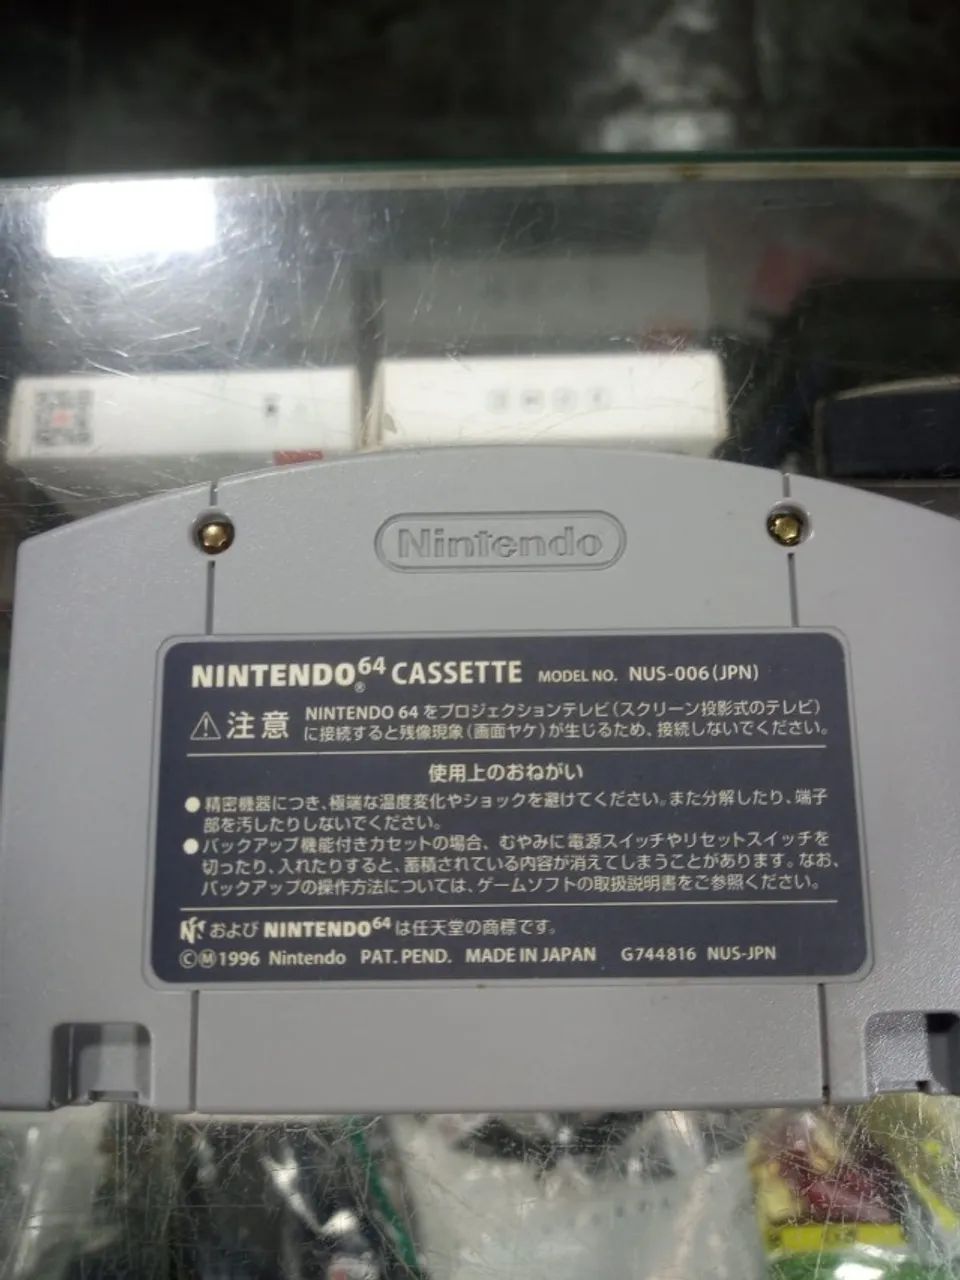 Nintendo
NINTENDO64® CASSETTE MODEL NO. NUS-006(JPN)
⚠注意 NINTENDO 64をプロジェクションテレビ(スクリーン投影式のテレビ)
に接続すると残像現象(画面ヤケ)が生じるため、接続しないでください。
使用上のおねがい
●精密機器につき、極端な温度変化やショックを避けてください。また分解したり、端子
部を汚したりしないでください。
●バックアップ機能付きカセットの場合、むやみに電源スイッチやリセットスイッチを
切ったり、入れたりすると、蓄積されている内容が消えてしまうことがあります。なお、
バックアップの操作方法については、ゲームソフトの取扱説明書をご参照ください。
および NINTENDO64は任天堂の商標です。
©Ⓜ1996 Nintendo PAT. PEND. MADE IN JAPAN G744816 NUS-JPN